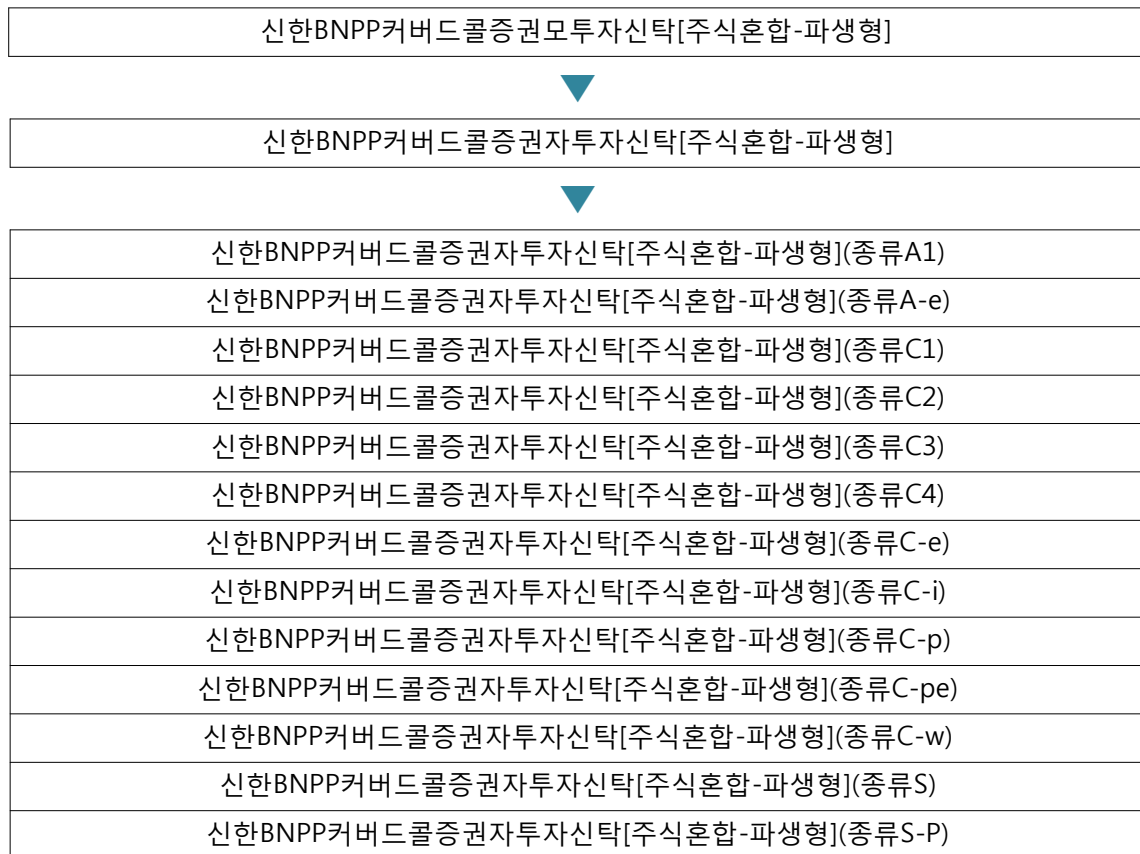 신한BNPP커버드콜증권모투자신탁[주식혼합-파생형]
신한BNPP커버드콜증권자투자신탁[주식혼합-파생형]
신한BNPP커버드콜증권자투자신탁[주식혼합-파생형](종류A1)
신한BNPP커버드콜증권자투자신탁[주식혼합-파생형](종류A-e)
신한BNPP커버드콜증권자투자신탁[주식혼합-파생형](종류C1)
신한BNPP커버드콜증권자투자신탁[주식혼합-파생형](종류C2)
신한BNPP커버드콜증권자투자신탁[주식혼합-파생형](종류C3)
신한BNPP커버드콜증권자투자신탁[주식혼합-파생형](종류C4)
신한BNPP커버드콜증권자투자신탁[주식혼합-파생형](종류C-e)
신한BNPP커버드콜증권자투자신탁[주식혼합-파생형](종류C-i)
신한BNPP커버드콜증권자투자신탁[주식혼합-파생형](종류C-p)
신한BNPP커버드콜증권자투자신탁[주식혼합-파생형](종류C-pe)
신한BNPP커버드콜증권자투자신탁[주식혼합-파생형](종류C-w)
신한BNPP커버드콜증권자투자신탁[주식혼합-파생형](종류S)
신한BNPP커버드콜증권자투자신탁[주식혼합-파생형](종류S-P)